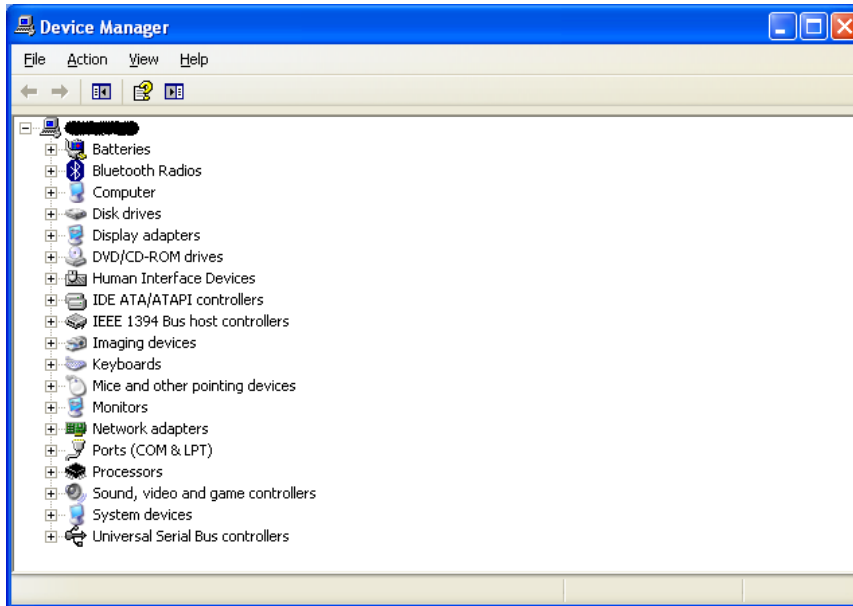 Device Manager
File Action View Help
Batteries
Bluetooth Radios
Computer
Disk drives
Display adapters
DVD/CD-ROM drives
Human Interface Devices
IDE ATA/ATAPI controllers
IEEE 1394 Bus host controllers
Imaging devices
Keyboards
Mice and other pointing devices
Monitors
Network adapters
Ports (COM & LPT)
Processors
Sound, video and game controllers
System devices
Universal Serial Bus controllers